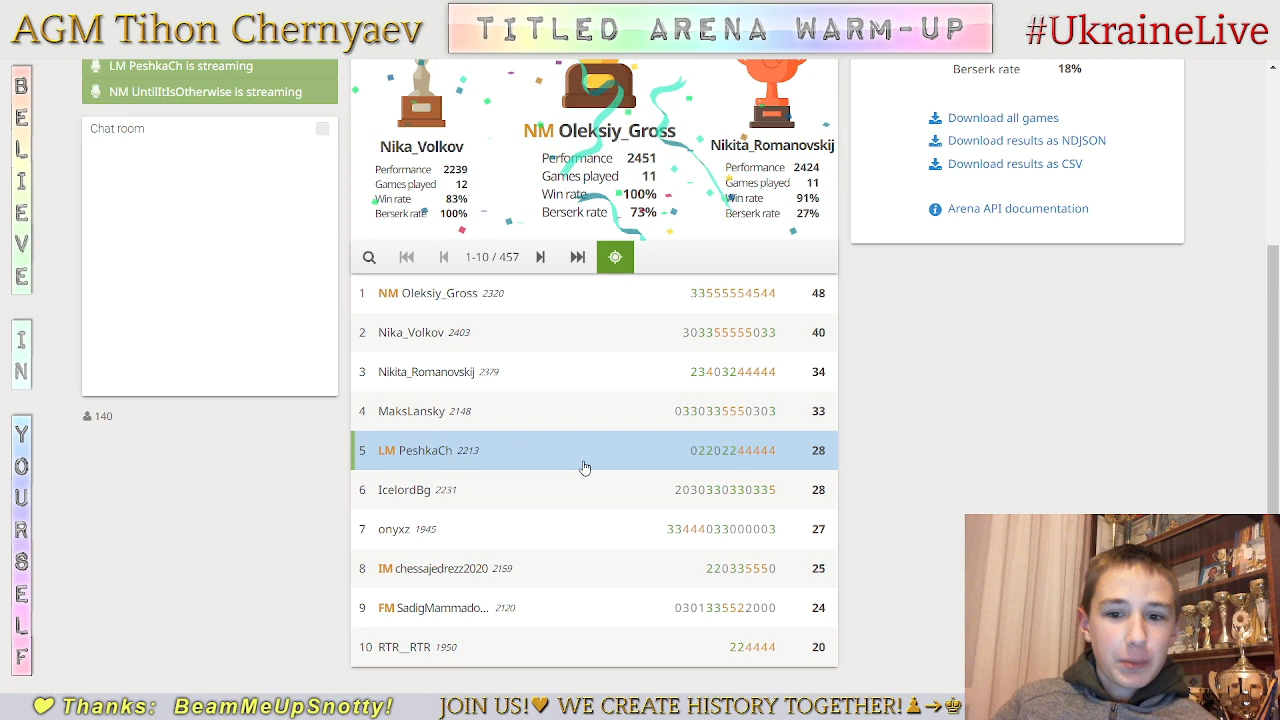 AGM Tihon Chernyaev
TITLED ARENA WARM-UP
#UkraineLive
BELIEVE
IN
YOURSELF
LM PeshkaCh is streaming
NM UntilItIsOtherwise is streaming
Chat room
140
Nika_Volkov
Performance 2239
Games played 12
Win rate 83%
Berserk rate 100%
NM Oleksiy_Gross
Performance 2451
Games played 11
Win rate 100%
Berserk rate 73%
Nikita_Romanovskij
Performance 2424
Games played 11
Win rate 91%
Berserk rate 27%
1-10 / 457
1 NM Oleksiy_Gross 2320 33555554544 48
2 Nika_Volkov 2403 303355555033 40
3 Nikita_Romanovskij 2379 23403244444 34
4 MaksLansky 2148 0330335550303 33
5 LM PeshkaCh 2213 02202244444 28
6 IcelordBg 2231 2030330330335 28
7 onyxz 1945 33444033000003 27
8 IM chessajedrezz2020 2159 220335550 25
9 FM SadigMammado... 2120 0301335522000 24
10 RTR__RTR 1950 224444 20
Berserk rate 18%
Download all games
Download results as NDJSON
Download results as CSV
Arena API documentation
Thanks: BeamMeUpSnotty!
JOIN US!♥ WE CREATE HISTORY TOGETHER!♟→♚